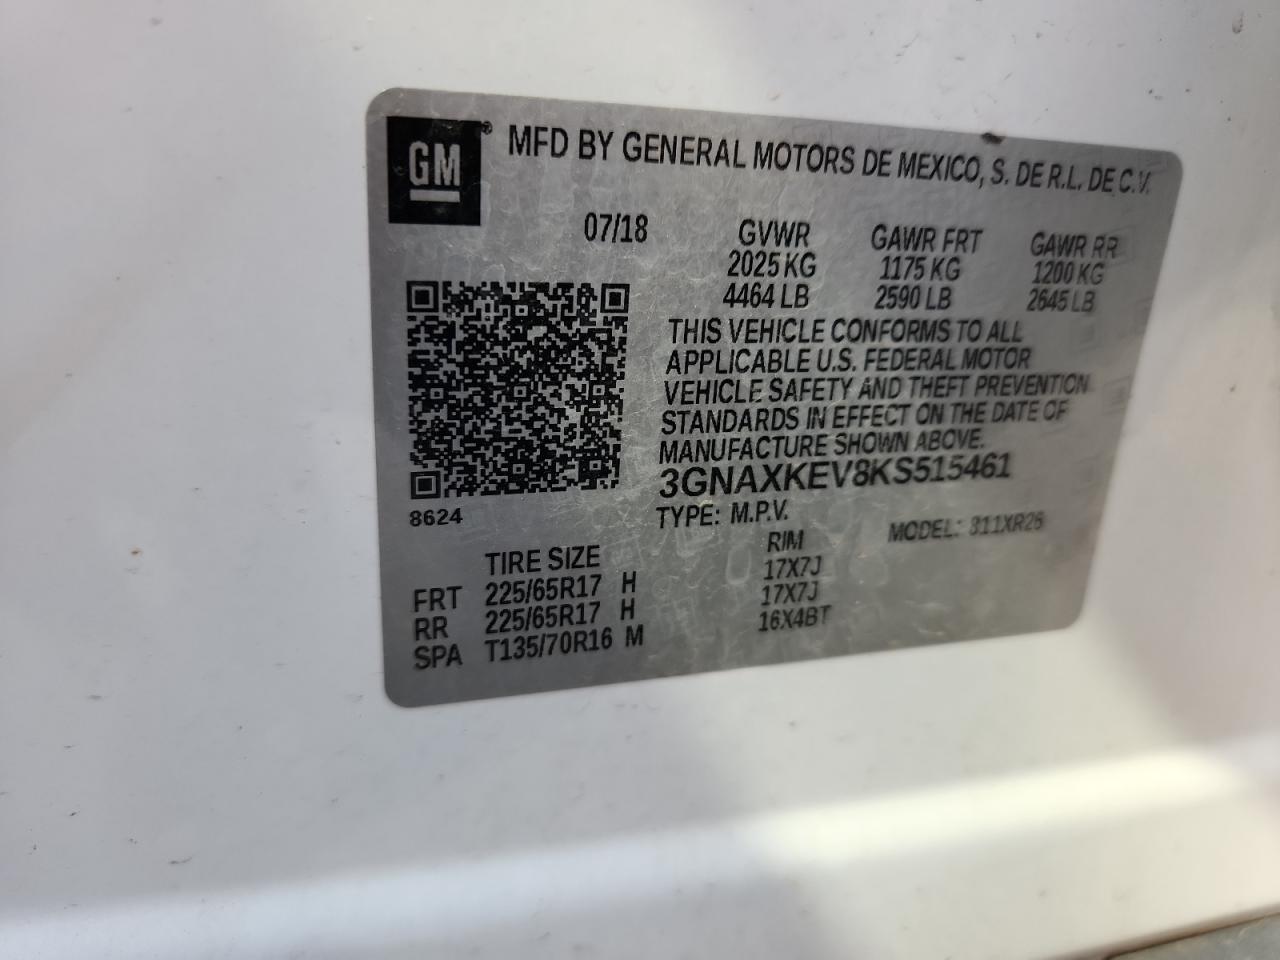 GM® MFD BY GENERAL MOTORS DE MEXICO, S. DE R.L. DE C.V.
07/18 GVWR GAWR FRT GAWR RR
2025 KG 1175 KG 1200 KG
4464 LB 2590 LB 2645 LB
THIS VEHICLE CONFORMS TO ALL
APPLICABLE U.S. FEDERAL MOTOR
VEHICLE SAFETY AND THEFT PREVENTION
STANDARDS IN EFFECT ON THE DATE OF
MANUFACTURE SHOWN ABOVE.
3GNAXKEV8KS515461
8624 TYPE: M.P.V. MODEL: 311XR26
TIRE SIZE RIM
FRT 225/65R17 H 17X7J
RR 225/65R17 H 17X7J
SPA T135/70R16 M 16X4BT